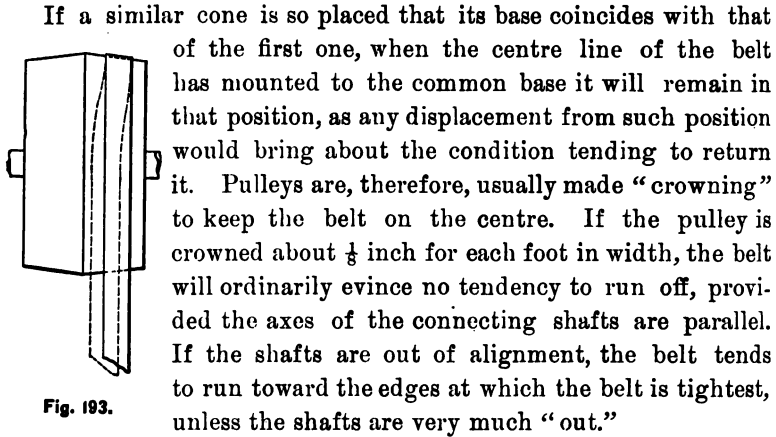 If a similar cone is so placed that its base coincides with that
of the first one, when the centre line of the belt
has mounted to the common base it will remain in
that position, as any displacement from such position
would bring about the condition tending to return
it. Pulleys are, therefore, usually made “crowning”
to keep the belt on the centre. If the pulley is
crowned about ⅛ inch for each foot in width, the belt
will ordinarily evince no tendency to run off, provi-
ded the axes of the connecting shafts are parallel.
If the shafts are out of alignment, the belt tends
to run toward the edges at which the belt is tightest,
unless the shafts are very much “out.”
Fig. 193.